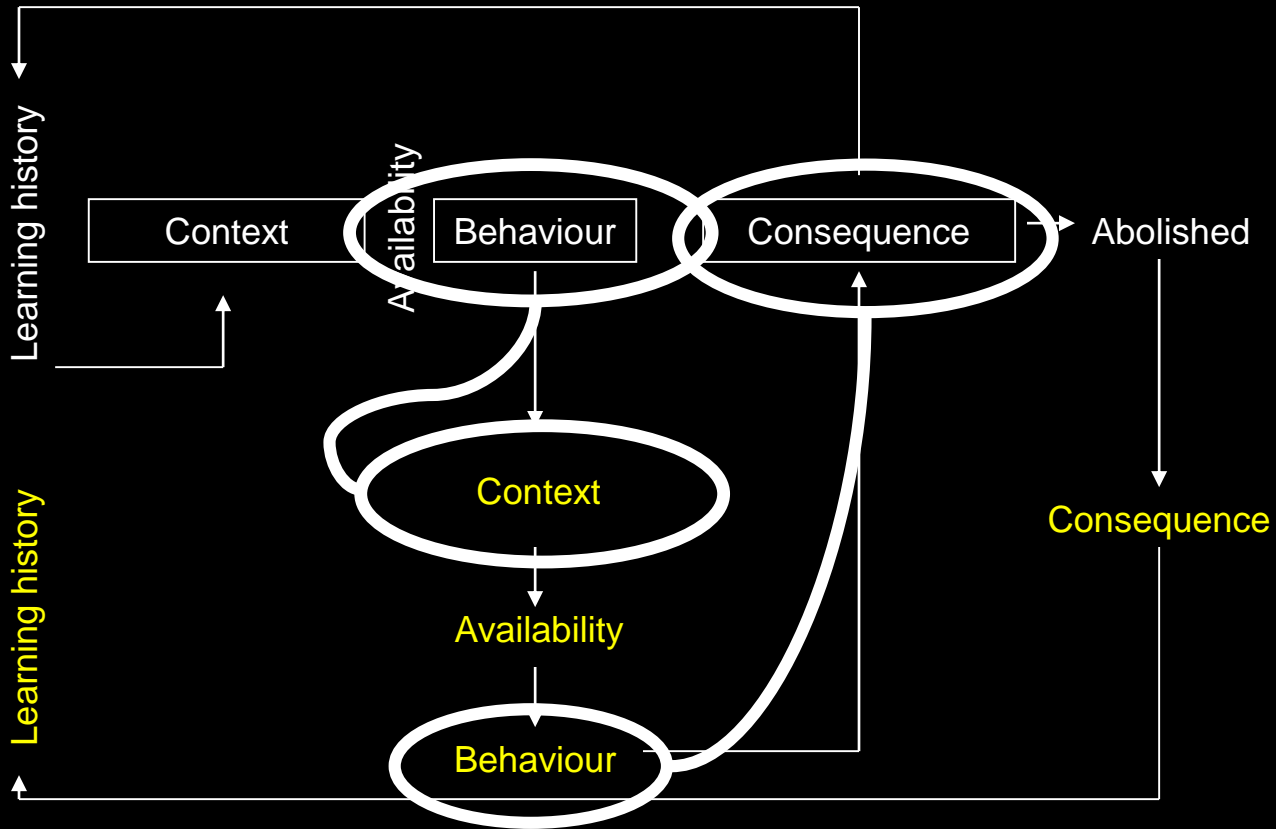 Learning history
Context
Availability
Behaviour
Consequence
Abolished
Context
Consequence
Learning history
Availability
Behaviour